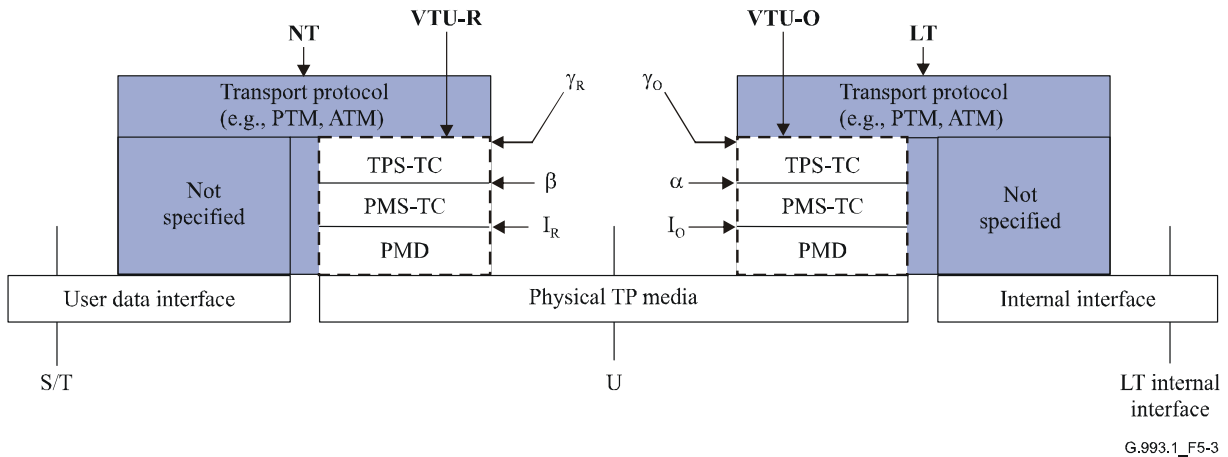 NT
VTU-R
VTU-O
LT
Transport protocol
(e.g., PTM, ATM)
γR
γO
Transport protocol
(e.g., PTM, ATM)
Not
specified
TPS-TC
PMS-TC
PMD
β
IR
α
IO
TPS-TC
PMS-TC
PMD
Not
specified
User data interface
Physical TP media
Internal interface
S/T
U
LT internal
interface
G.993.1_F5-3